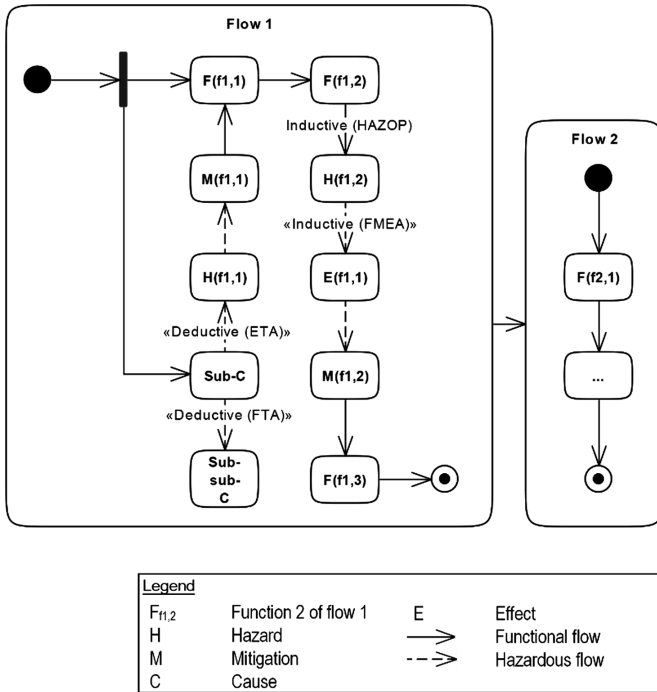 Flow 1
F(f1,1)
F(f1,2)
Inductive (HAZOP)
M(f1,1)
H(f1,2)
«Inductive (FMEA)»
H(f1,1)
E(f1,1)
«Deductive (ETA)»
Sub-C
M(f1,2)
«Deductive (FTA)»
Sub-
sub-
C
F(f1,3)
Flow 2
F(f2,1)
...
Legend
Ff1,2 Function 2 of flow 1 E Effect
H Hazard Functional flow
M Mitigation Hazardous flow
C Cause